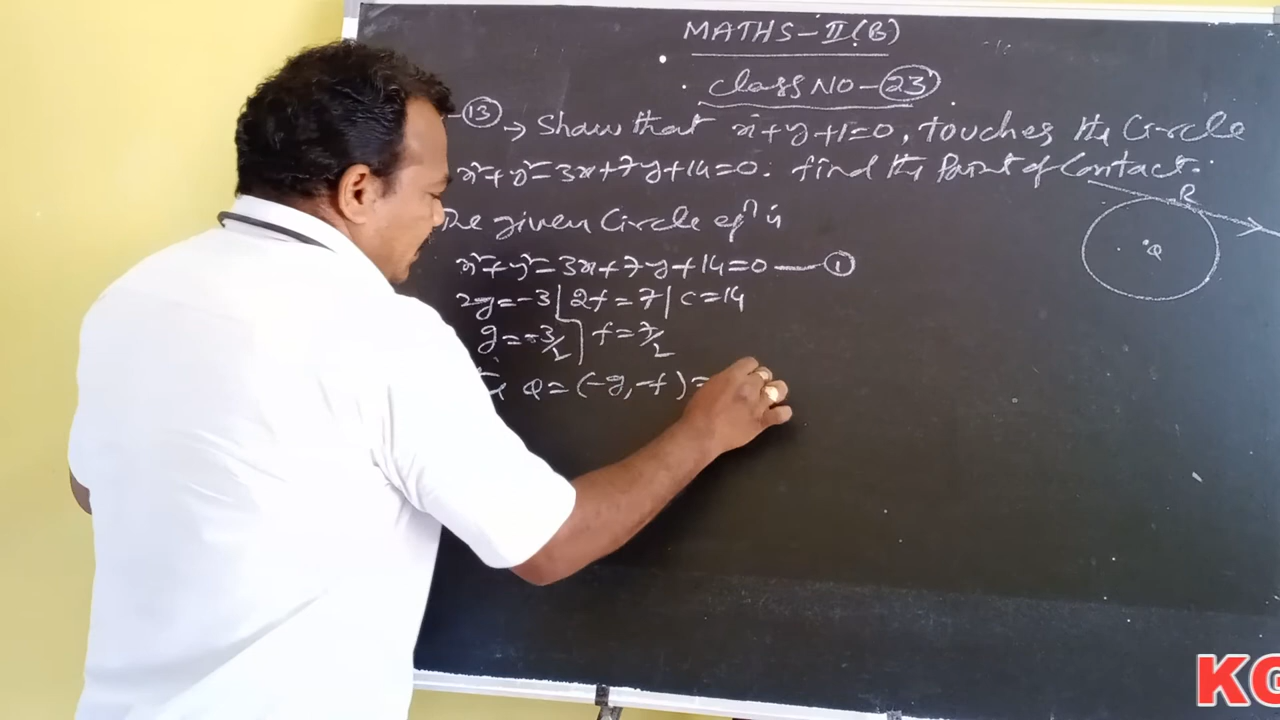 MATHS-II(B)
Class NO-23
13 → Show that x+y+1=0, touches the Circle
x²+y²-3x+7y+14=0. find the Point of Contact.
The given Circle eqⁿ is
x²+y²-3x+7y+14=0 — 1
2g=-3 | 2f=7 | c=14
g=-3/2 | f=7/2
Q=(-g,-f)=
R
Q
KG